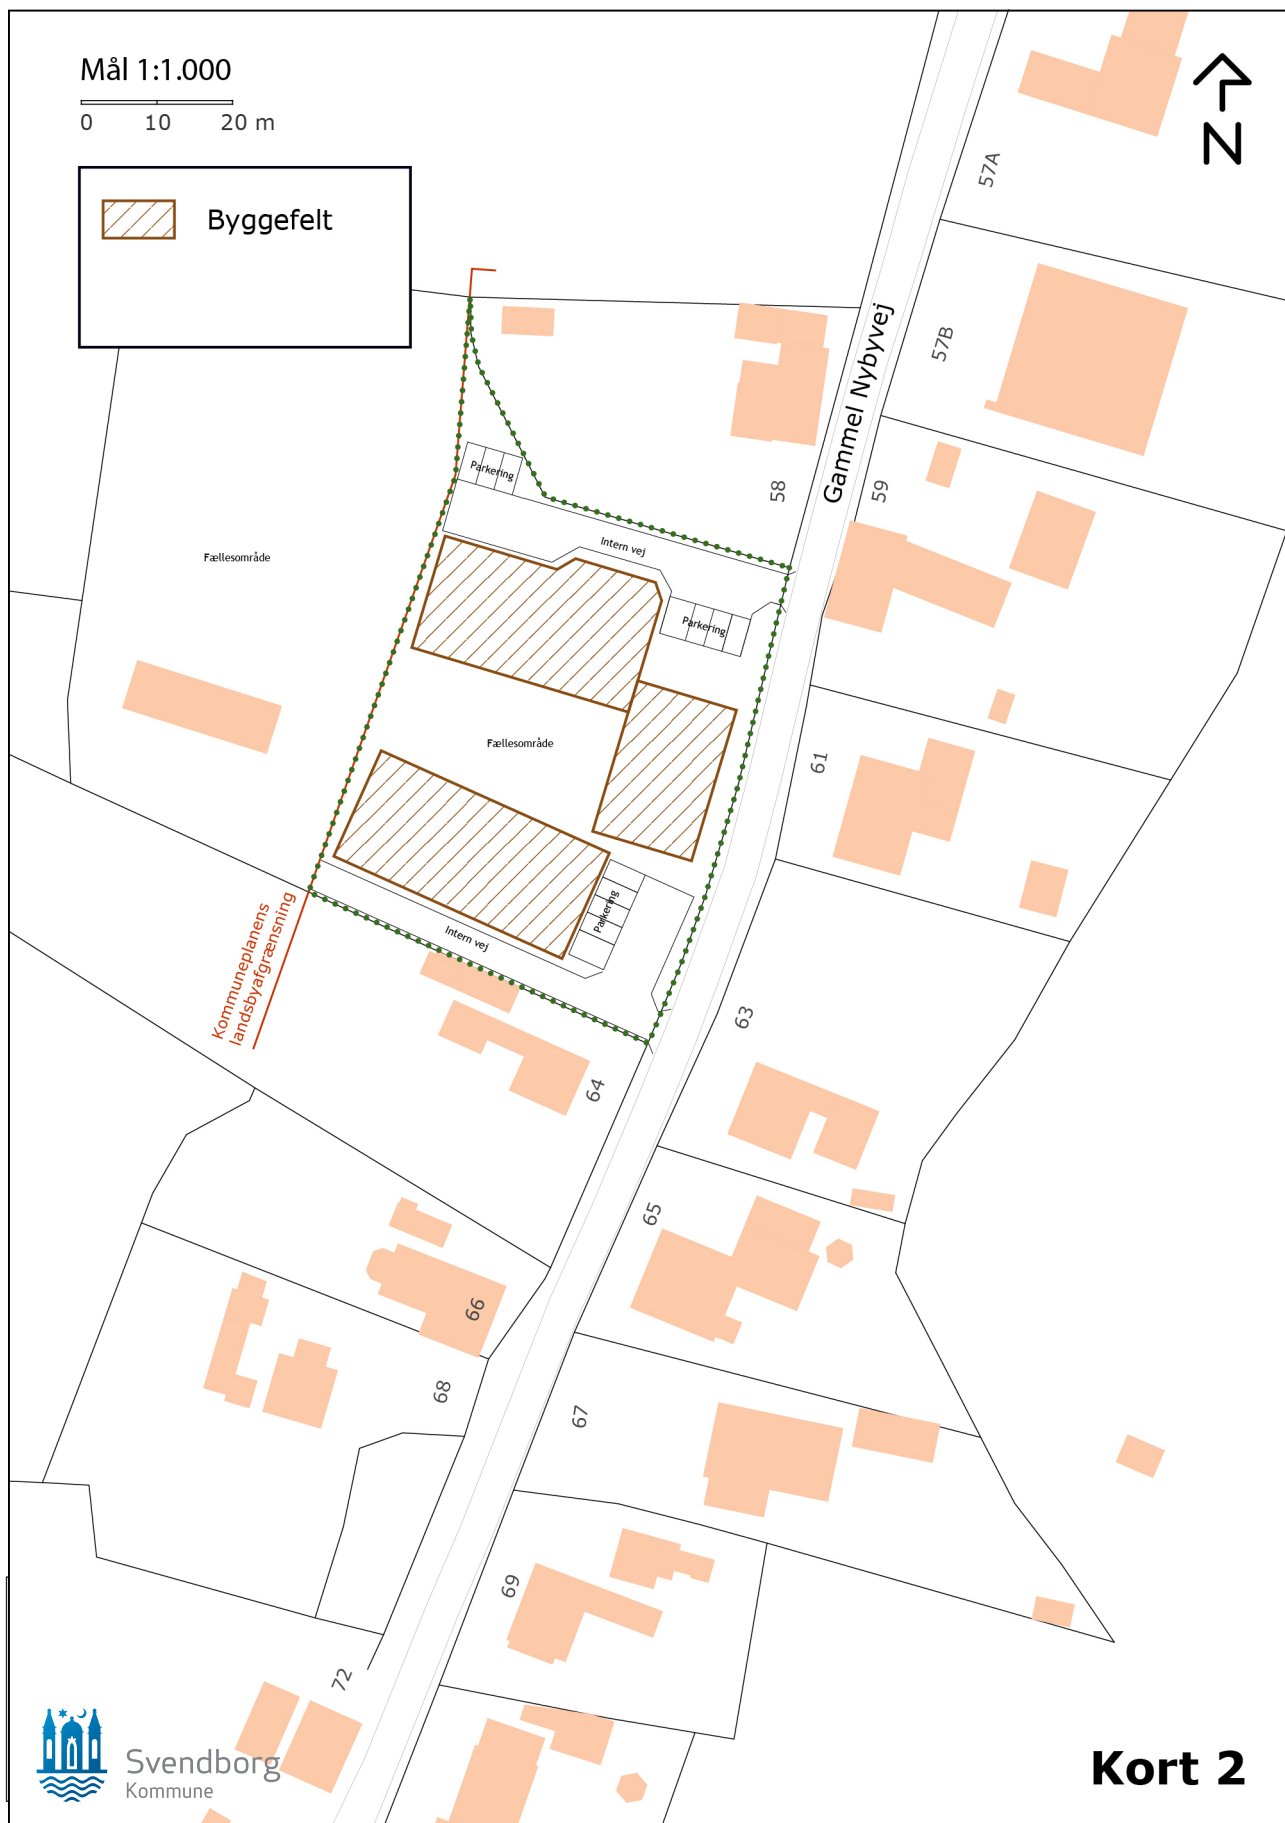 Mål 1:1.000
0 10 20 m
N
Byggefelt
57A
57B
Gammel Nybyvej
58
59
Parkering
Intern vej
Fællesområde
Parkering
Fællesområde
61
Parkering
Intern vej
Kommuneplanens
landsbyafgrænsning
63
64
65
66
68
67
69
72
Svendborg
Kommune
Kort 2